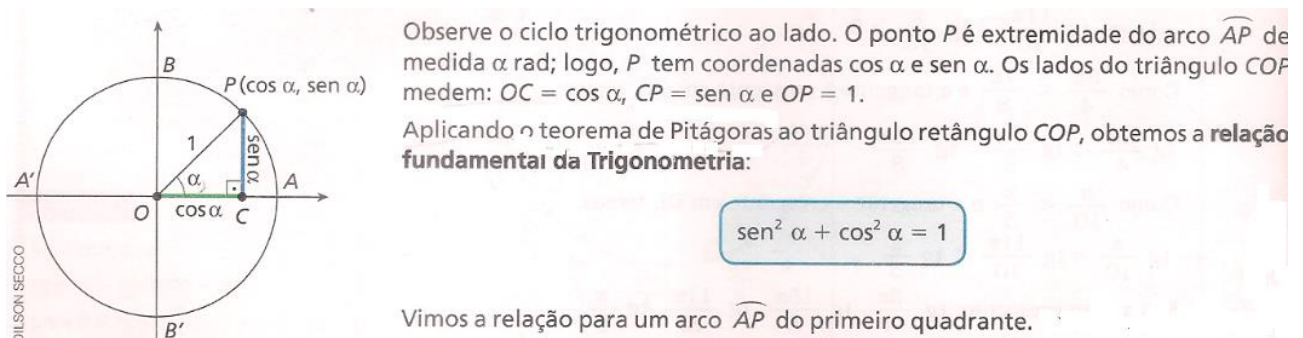 B
P(cos α, sen α)
1
sen α
α
A'
A
O
cos α
C
B'
Observe o ciclo trigonométrico ao lado. O ponto P é extremidade do arco AP de
medida α rad; logo, P tem coordenadas cos α e sen α. Os lados do triângulo COP
medem: OC = cos α, CP = sen α e OP = 1.
Aplicando o teorema de Pitágoras ao triângulo retângulo COP, obtemos a relação
fundamental da Trigonometria:
sen² α + cos² α = 1
Vimos a relação para um arco AP do primeiro quadrante.
SECCO